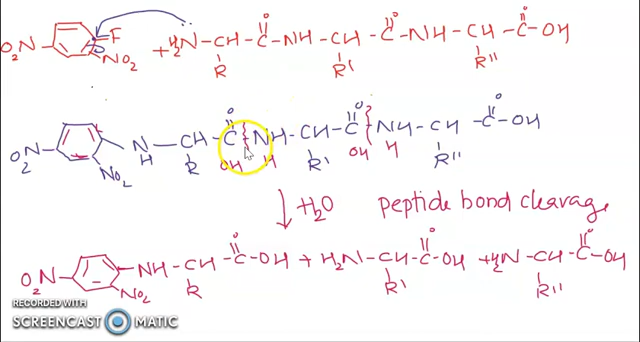 O₂N F NO₂ + H₂N-CH-C-NH-CH-C-NH-CH-C-OH
O O O
R R' R''
O₂N NO₂ N H CH-C NH-CH-C NH-CH C-OH
O O O
R OH H R' OH H R''
H₂O Peptide bond cleavage
O₂N NO₂ NH-CH-C-OH + H₂N-CH-C-OH + H₂N-CH-C-OH
O O O
R R' R''
RECORDED WITH
SCREENCAST MATIC